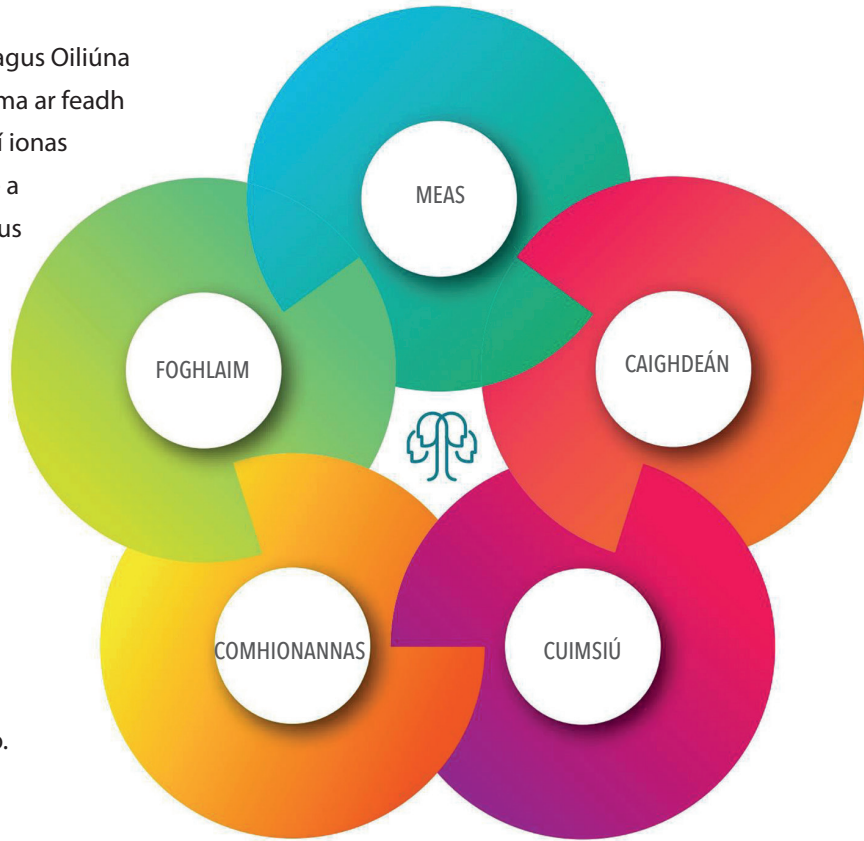 agus Oiliúna
ma ar feadh
í ionas
a
us
MEAS
CAIGHDEÁN
FOGHLAIM
COMHIONANNAS
CUIMSIÚ